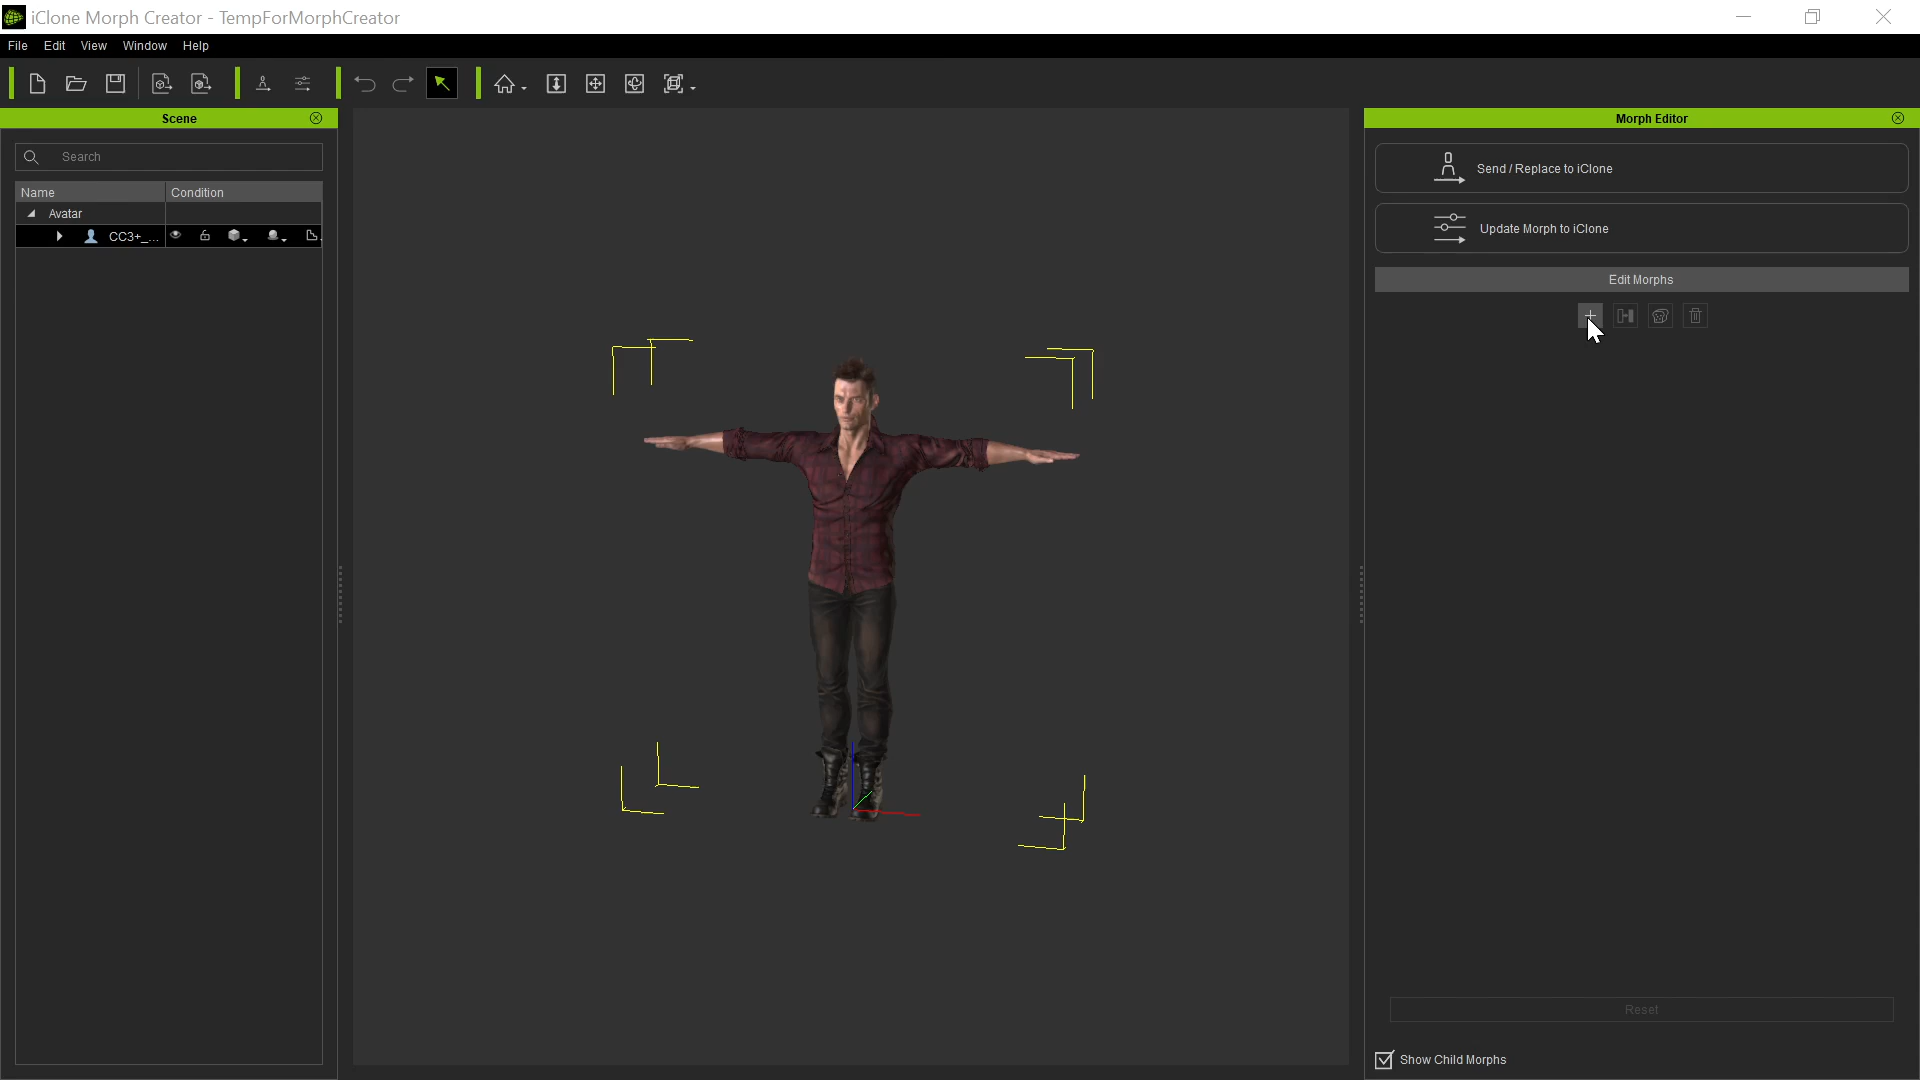 iClone Morph Creator - TempForMorphCreator
File Edit View Window Help
Scene
Search
Name Condition
Avatar
CC3+_...
Morph Editor
Send / Replace to iClone
Update Morph to iClone
Edit Morphs
Reset
Show Child Morphs